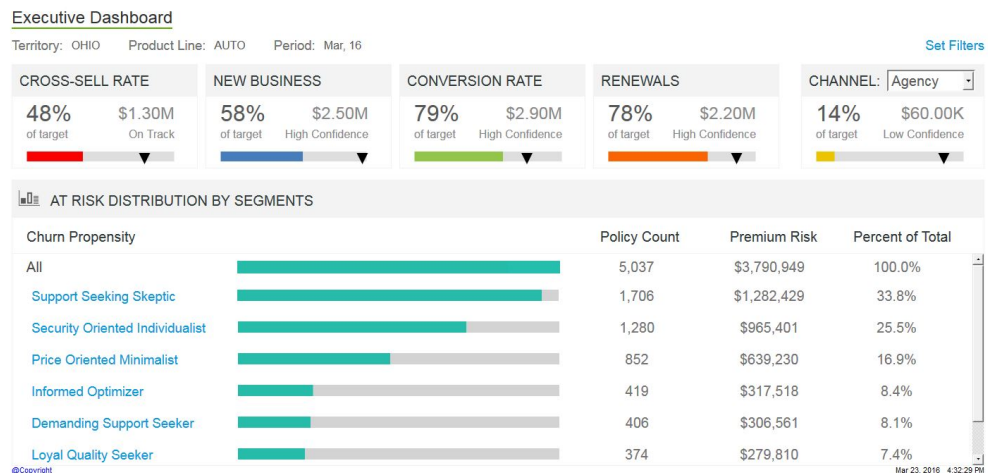 Executive Dashboard
Territory: OHIO Product Line: AUTO Period: Mar, 16 Set Filters
CROSS-SELL RATE NEW BUSINESS CONVERSION RATE RENEWALS CHANNEL: Agency
48% $1.30M 58% $2.50M 79% $2.90M 78% $2.20M 14% $60.00K
of target On Track of target High Confidence of target High Confidence of target High Confidence of target Low Confidence
AT RISK DISTRIBUTION BY SEGMENTS
Churn Propensity Policy Count Premium Risk Percent of Total
All 5,037 $3,790,949 100.0%
Support Seeking Skeptic 1,706 $1,282,429 33.8%
Security Oriented Individualist 1,280 $965,401 25.5%
Price Oriented Minimalist 852 $639,230 16.9%
Informed Optimizer 419 $317,518 8.4%
Demanding Support Seeker 406 $306,561 8.1%
Loyal Quality Seeker 374 $279,810 7.4%
@Copyright Mar 23, 2016 4:32:29 PM